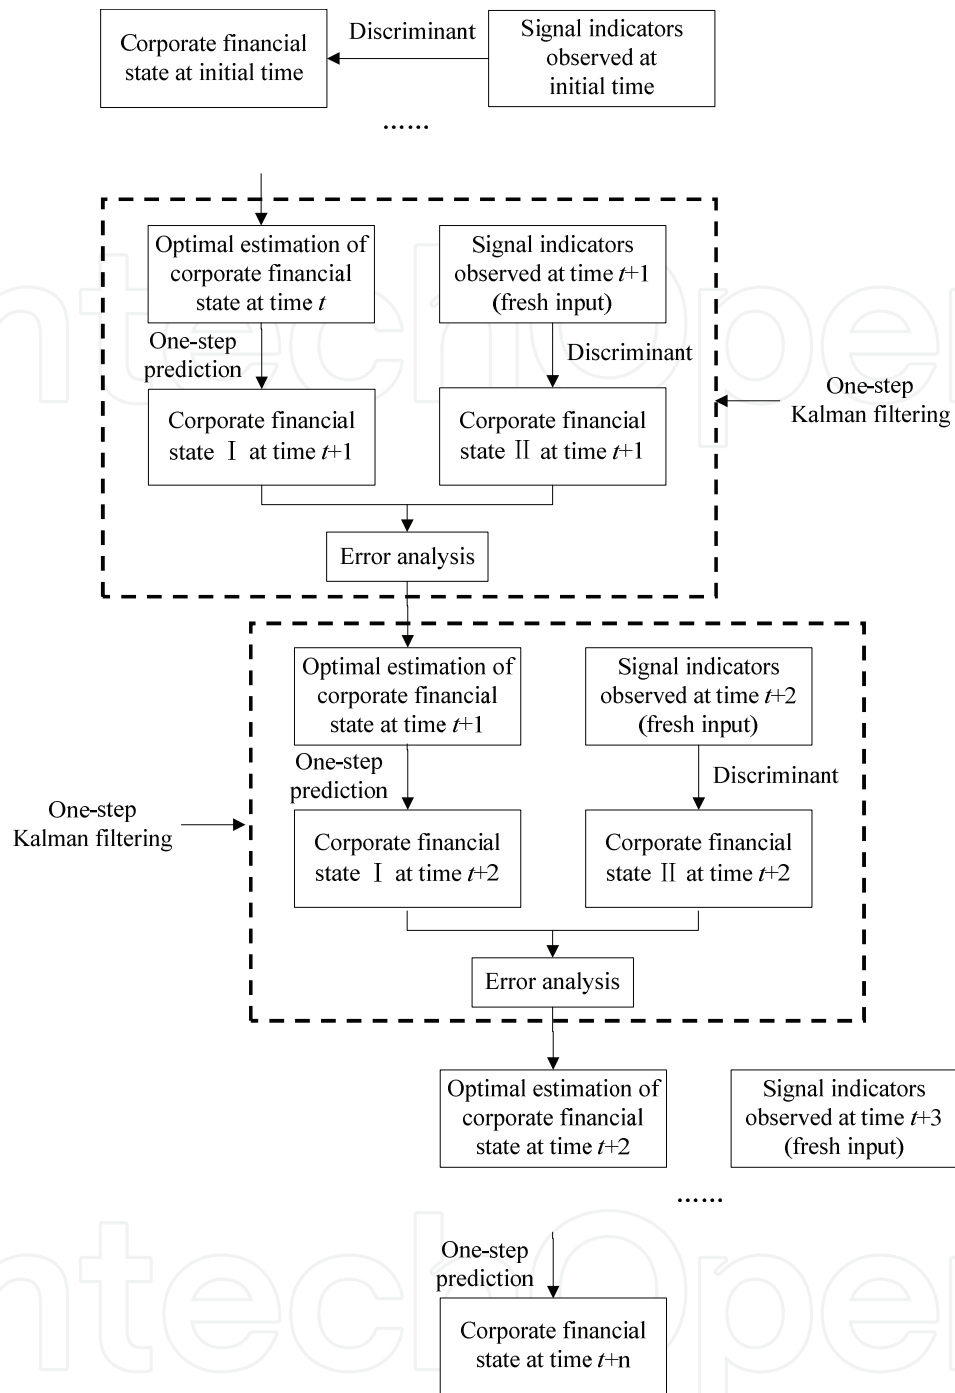 Corporate financial
state at initial time
Discriminant
Signal indicators
observed at
initial time
……
Optimal estimation of
corporate financial
state at time t
Signal indicators
observed at time t+1
(fresh input)
One-step
prediction
Discriminant
Corporate financial
state Ⅰ at time t+1
Corporate financial
state Ⅱ at time t+1
One-step
Kalman filtering
Error analysis
Optimal estimation of
corporate financial
state at time t+1
Signal indicators
observed at time t+2
(fresh input)
One-step
prediction
Discriminant
One-step
Kalman filtering
Corporate financial
state Ⅰ at time t+2
Corporate financial
state Ⅱ at time t+2
Error analysis
Optimal estimation of
corporate financial
state at time t+2
Signal indicators
observed at time t+3
(fresh input)
……
One-step
prediction
Corporate financial
state at time t+n
ntechOpen
ntechOpen